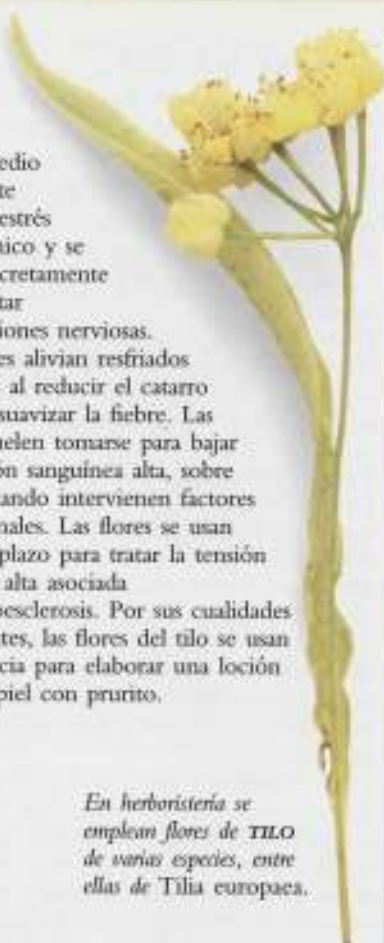 edio
te
estrés
ico y se
cretamente
tar
iones nerviosas.
es alivian resfriados
al reducir el catarro
suavizar la fiebre. Las
uelen tomarse para bajar
ón sanguínea alta, sobre
ando intervienen factores
nales. Las flores se usan
plazo para tratar la tensión
alta asociada
oesclerosis. Por sus cualidades
tes, las flores del tilo se usan
cia para elaborar una loción
piel con prurito.
En herboristería se
emplean flores de TILO
de varias especies, entre
ellas de Tilia europaea.